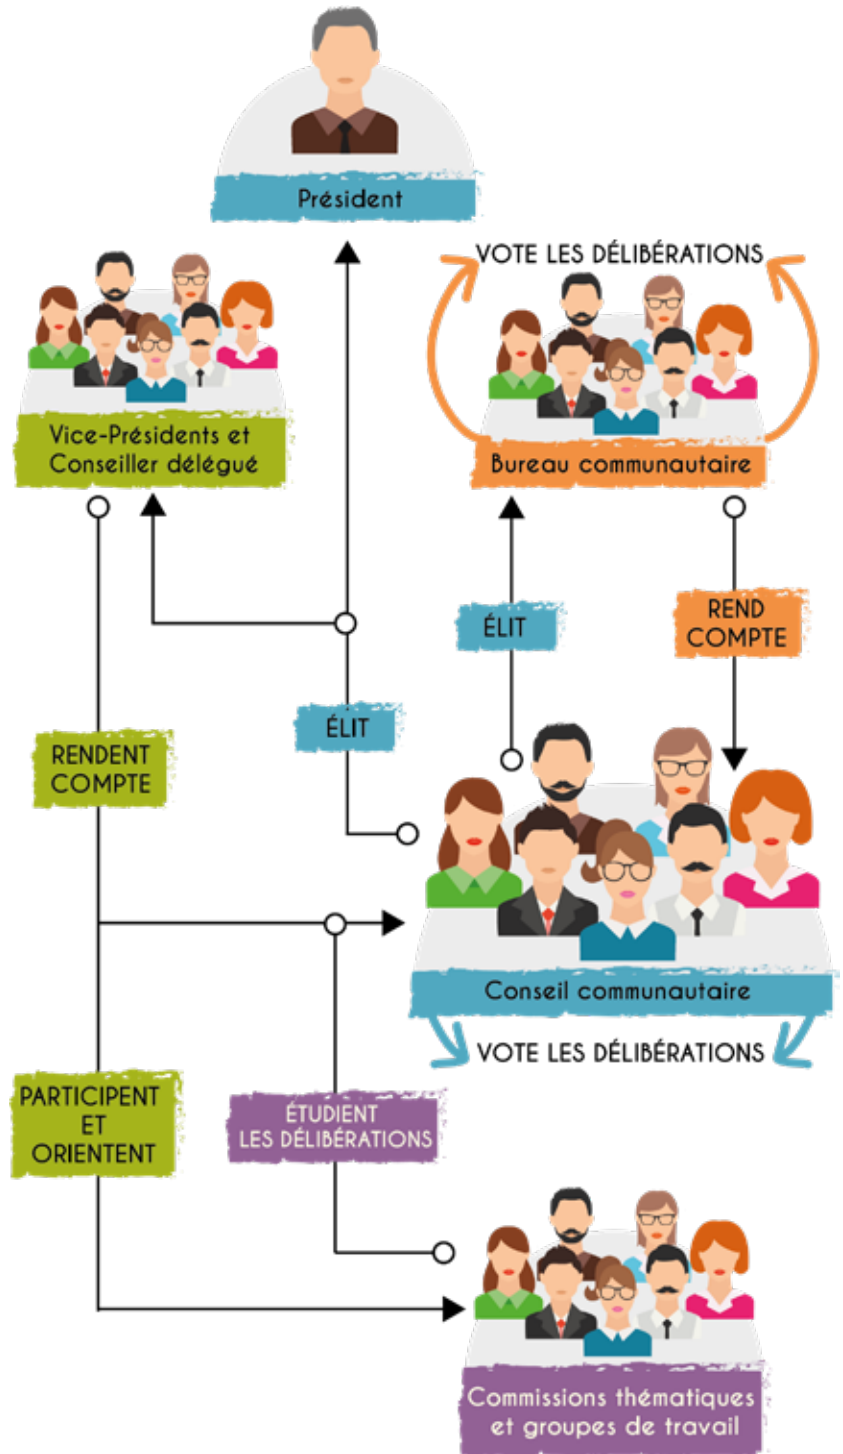 Président
VOTE LES DÉLIBÉRATIONS
Vice-Présidents et
Conseiller délégué
Bureau communautaire
ÉLIT
REND
COMPTE
ÉLIT
RENDENT
COMPTE
Conseil communautaire
VOTE LES DÉLIBÉRATIONS
PARTICIPENT
ET
ORIENTENT
ÉTUDIENT
LES DÉLIBÉRATIONS
Commissions thématiques
et groupes de travail